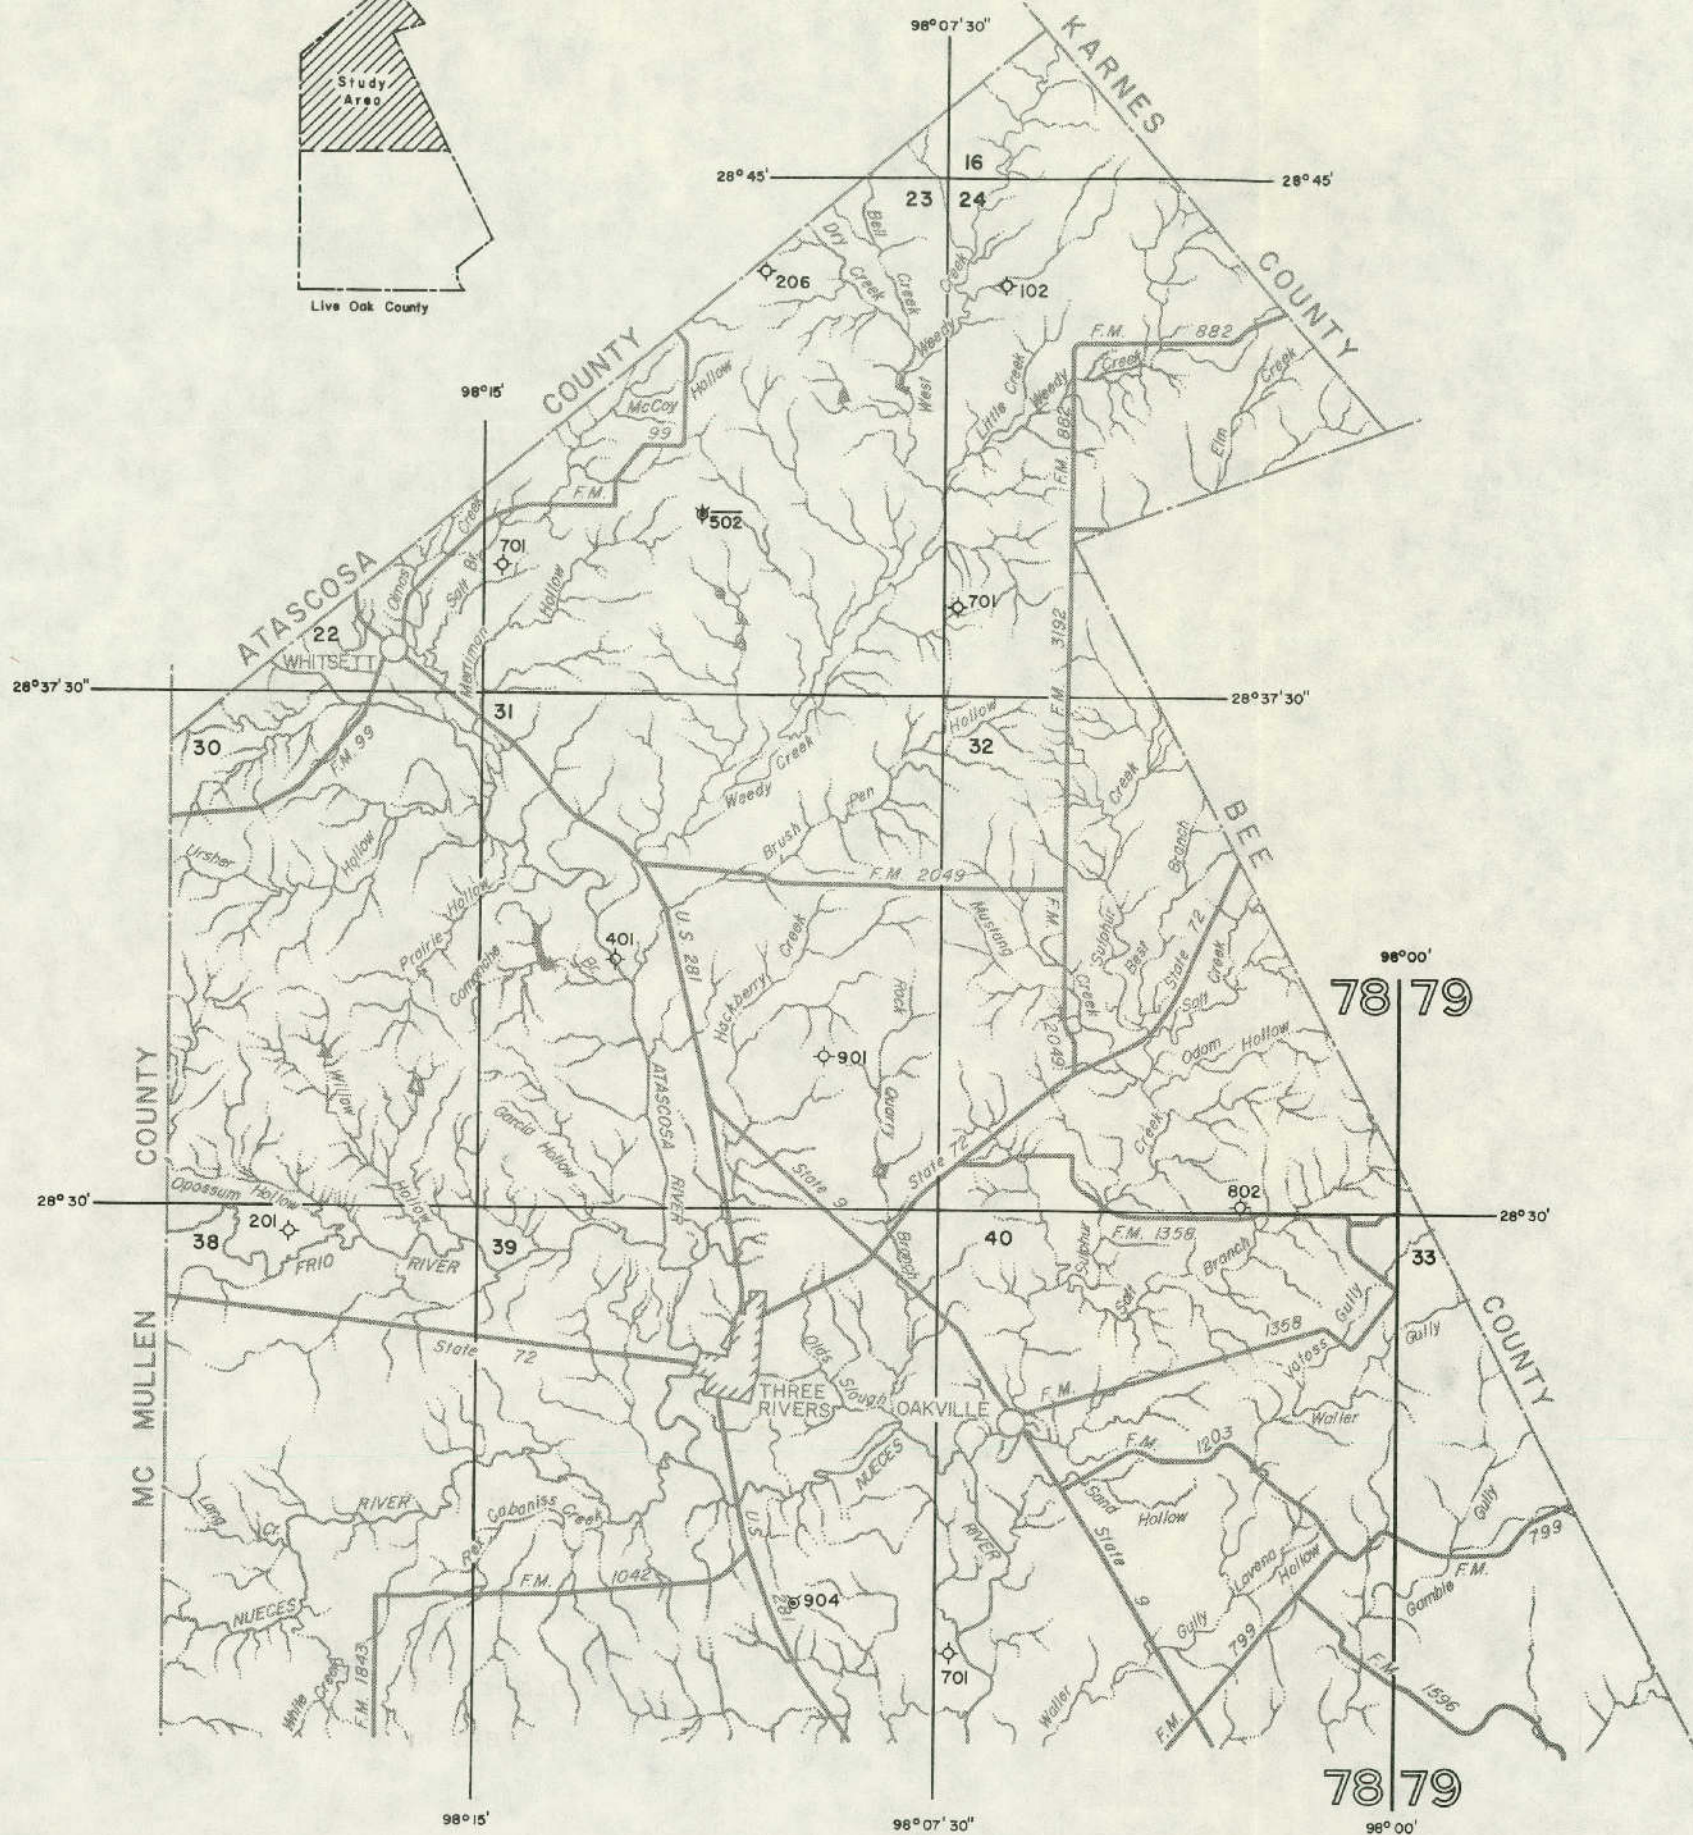 Study
Area
Live Oak County
98° 07' 30"
KARNES
COUNTY
16
28° 45'
28° 45'
23
24
Bell
Creek
Dry
Creek
206
102
Weedy
Creek
West
F.M. 882
Creek
Weedy
Little Creek
Elm
Creek
F.M. 882
98° 15'
ATASCOSA
COUNTY
McCoy
Hollow
99
F.M.
Olmos
Creek
Salt Br.
701
502
Hollow
Merriman
701
F.M. 3192
22
WHITSETT
28° 37' 30"
28° 37' 30"
31
30
32
Hollow
F.M. 99
Weedy
Creek
Brush
Pen
Creek
Sulphur
Branch
BEE
Ursher
Hollow
F.M. 2049
Prairie
Hollow
Comanche
Br.
401
U.S. 281
Hackberry
Creek
Mustang
Creek
F.M.
2049
Best
State 72
Salt
Creek
98° 00'
78 79
Rock
Quarry
Branch
901
Odom Hollow
MC MULLEN
COUNTY
Willow
Hollow
ATASCOSA
RIVER
Garcia
Hollow
State 9
State 72
Creek
Sulphur
28° 30'
28° 30'
Opossum
Hollow
201
38
39
40
802
F.M. 1358
33
FRIO
RIVER
Salt
Branch
Gully
1358
F.M.
Votoss
Gully
COUNTY
State 72
THREE
RIVERS
Olds
Slough
OAKVILLE
Waller
NUECES
RIVER
F.M. 1203
Long
Cr.
RIVER
Cabaniss
Creek
Ref.
U.S.
281
Sand
Hollow
State 9
Gully
799
F.M.
NUECES
F.M. 1042
904
Lavena
Hollow
Gamble
Gully
799
White
Creek
F.M. 1843
701
Waller
F.M.
F.M.
1596
78 79
98° 15'
98° 07' 30"
98° 00'